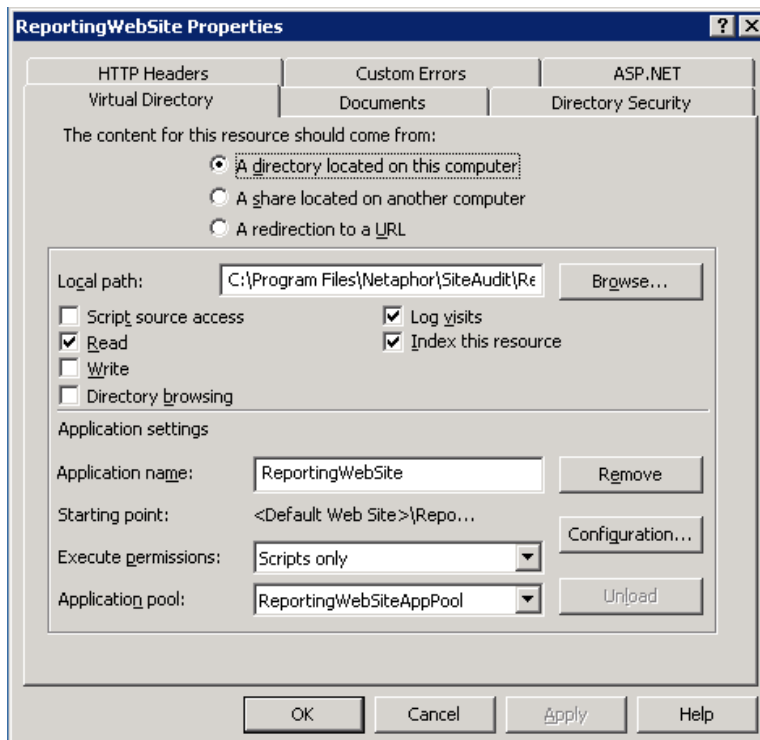 ReportingWebSite Properties
HTTP Headers
Custom Errors
ASP.NET
Virtual Directory
Documents
Directory Security
The content for this resource should come from:
A directory located on this computer
A share located on another computer
A redirection to a URL
Local path:
C:\Program Files\Netaphor\SiteAudit\Re
Browse...
Script source access
Log visits
Read
Index this resource
Write
Directory browsing
Application settings
Application name:
ReportingWebSite
Remove
Starting point:
<Default Web Site>\Repo...
Configuration...
Execute permissions:
Scripts only
Application pool:
ReportingWebSiteAppPool
Unload
OK
Cancel
Apply
Help